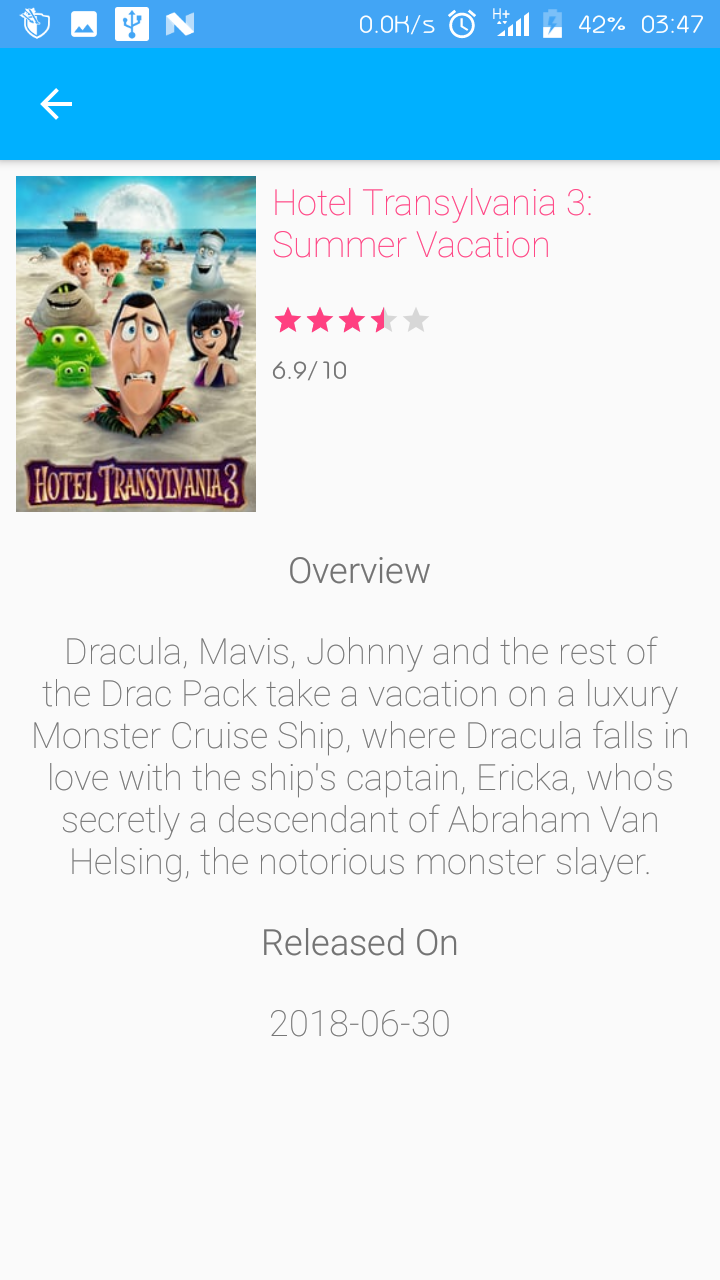 0.0K/s H+ 42% 03:47
Hotel Transylvania 3:
Summer Vacation
6.9/10
HOTEL TRANSYLVANIA 3
Overview
Dracula, Mavis, Johnny and the rest of
the Drac Pack take a vacation on a luxury
Monster Cruise Ship, where Dracula falls in
love with the ship's captain, Ericka, who's
secretly a descendant of Abraham Van
Helsing, the notorious monster slayer.
Released On
2018-06-30